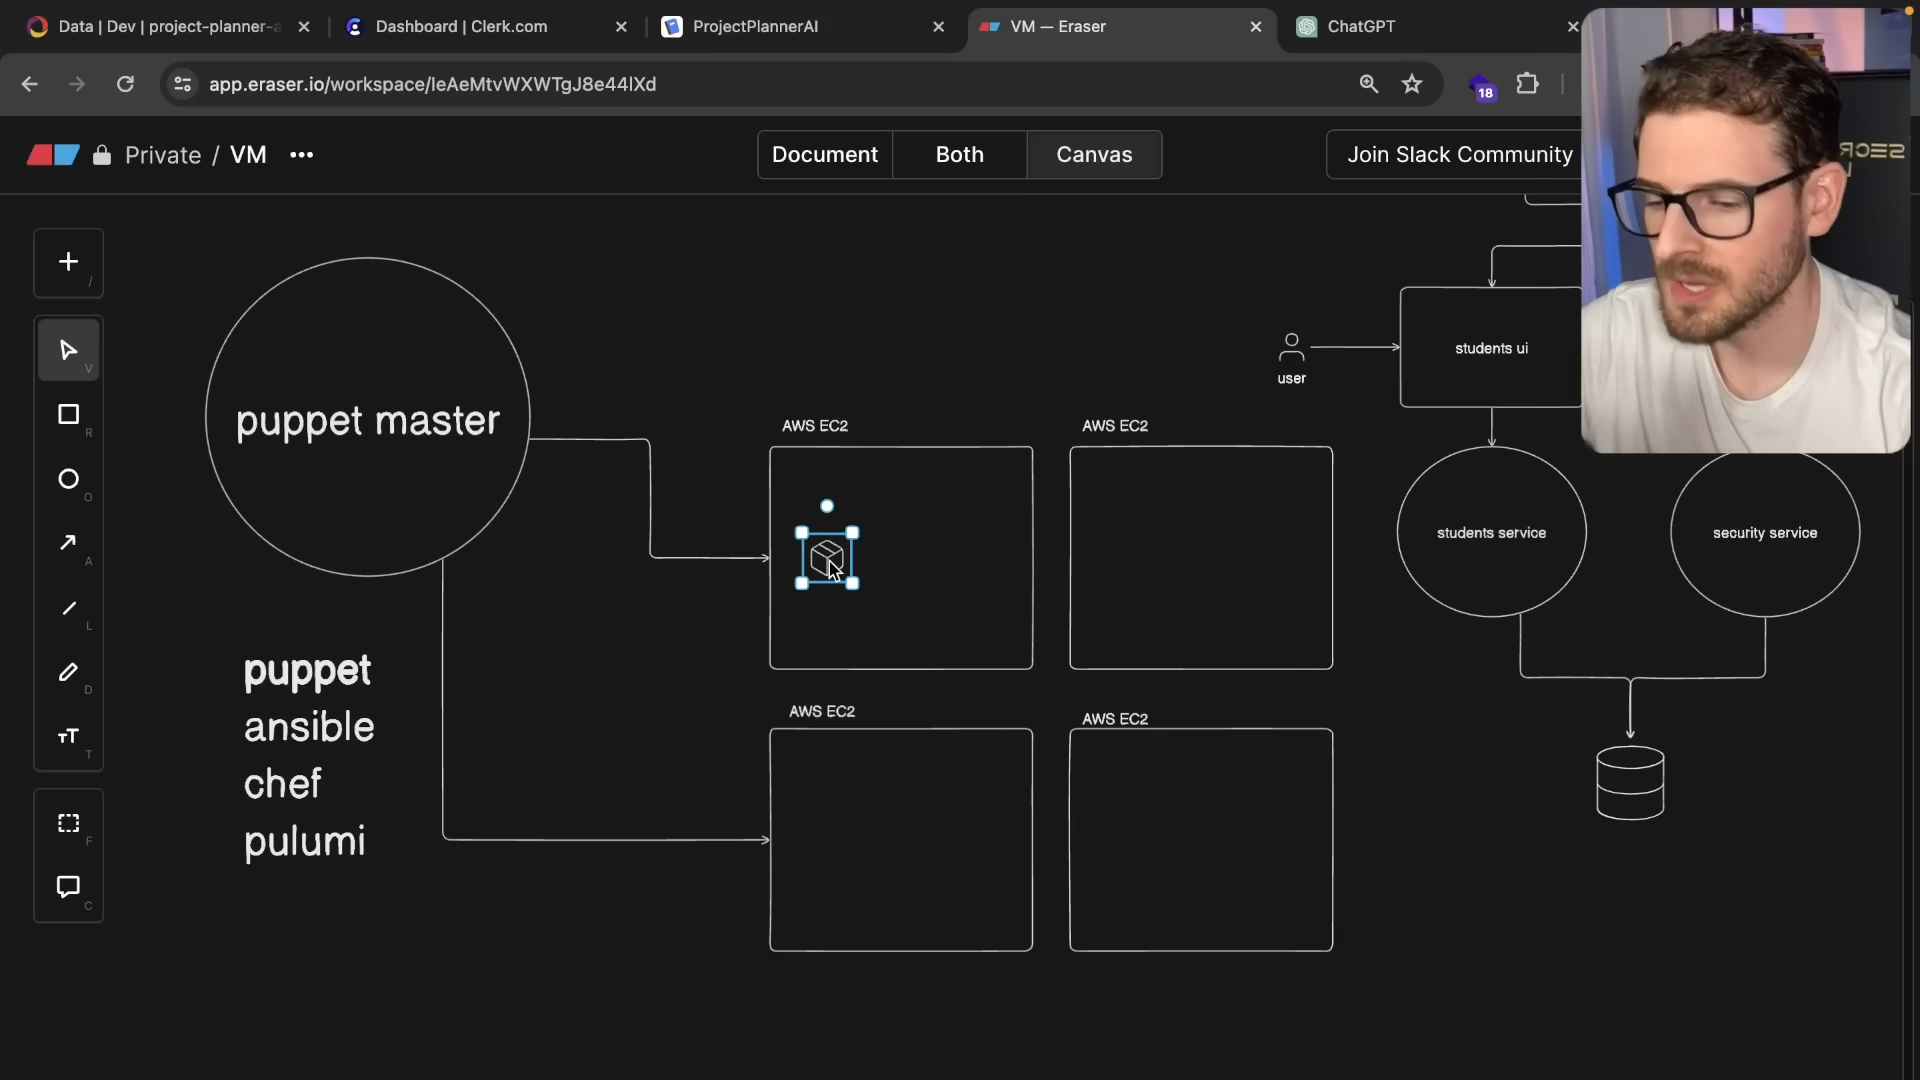 Data | Dev | project-planner-a
Dashboard | Clerk.com
ProjectPlannerAI
VM — Eraser
ChatGPT
app.eraser.io/workspace/leAeMtvWXWTgJ8e44lXd
18
Private / VM
Document
Both
Canvas
Join Slack Community
/
V
R
O
A
L
D
T
F
C
puppet master
puppet
ansible
chef
pulumi
AWS EC2
AWS EC2
AWS EC2
AWS EC2
user
students ui
students service
security service